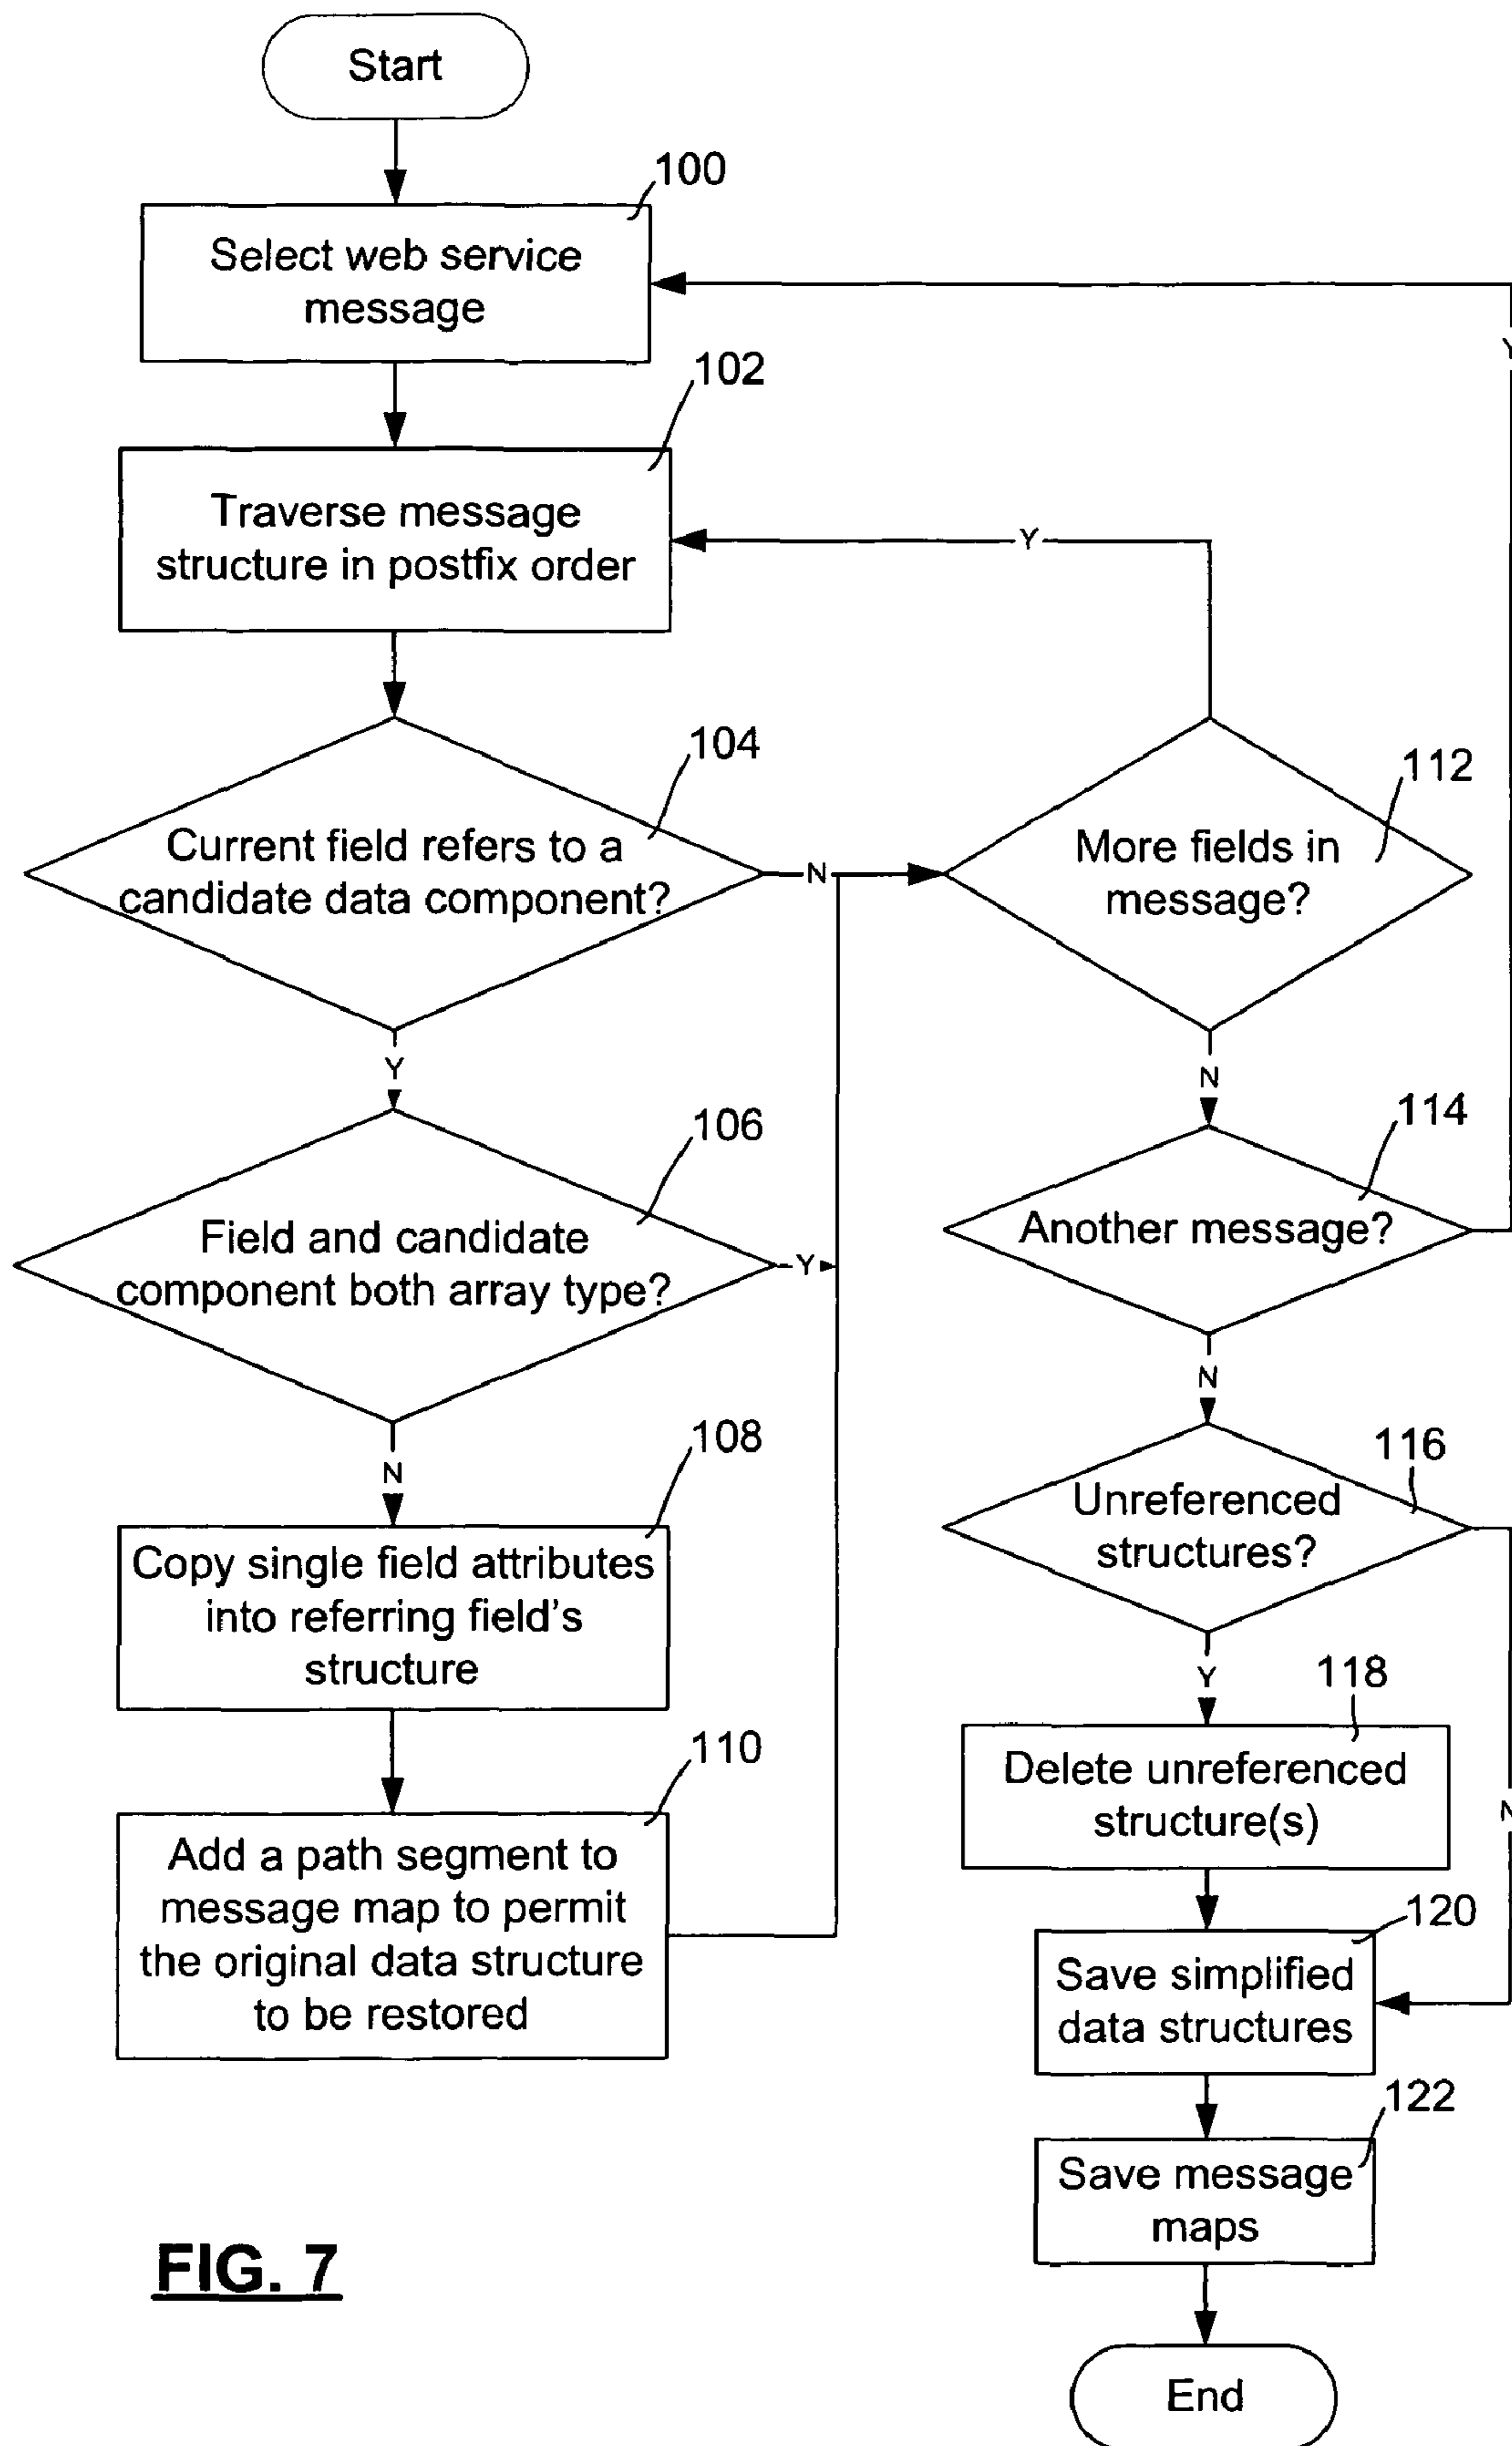 Start
100
Select web service
message
102
Traverse message
structure in postfix order
Y
Y
104
Current field refers to a
candidate data component?
N
112
More fields in
message?
Y
N
106
Field and candidate
component both array type?
Y
114
Another message?
N
N
108
Copy single field attributes
into referring field's
structure
116
Unreferenced
structures?
Y
N
110
Add a path segment to
message map to permit
the original data structure
to be restored
118
Delete unreferenced
structure(s)
120
Save simplified
data structures
122
Save message
maps
End
FIG. 7